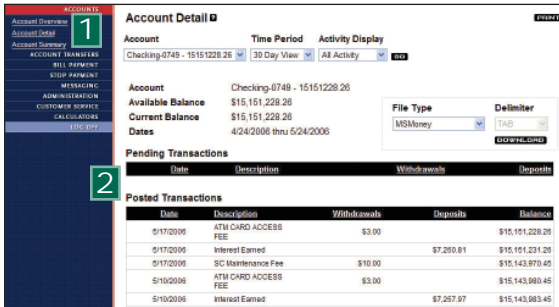 ACCOUNTS
Account Overview
Account Detail
Account Summary
1
ACCOUNT TRANSFERS
BILL PAYMENT
STOP PAYMENT
MESSAGING
ADMINISTRATION
CUSTOMER SERVICE
CALCULATORS
LOG OFF
Account Detail ?
PRINT
Account Time Period Activity Display
Checking-0749 - 15151228.26 30 Day View All Activity GO
Account Checking-0749 - 15151228.26
Available Balance $15,151,228.26
Current Balance $15,151,228.26
Dates 4/24/2006 thru 5/24/2006
File Type Delimiter
MSMoney TAB
DOWNLOAD
Pending Transactions
Date Description Withdrawals Deposits
2
Posted Transactions
Date Description Withdrawals Deposits Balance
5/17/2006 ATM CARD ACCESS FEE $3.00 $15,151,228.26
5/17/2006 Interest Earned $7,260.81 $15,151,231.26
5/17/2006 SC Maintenance Fee $10.00 $15,143,970.45
5/10/2006 ATM CARD ACCESS FEE $3.00 $15,143,980.45
5/10/2006 Interest Earned $7,257.97 $15,143,983.45